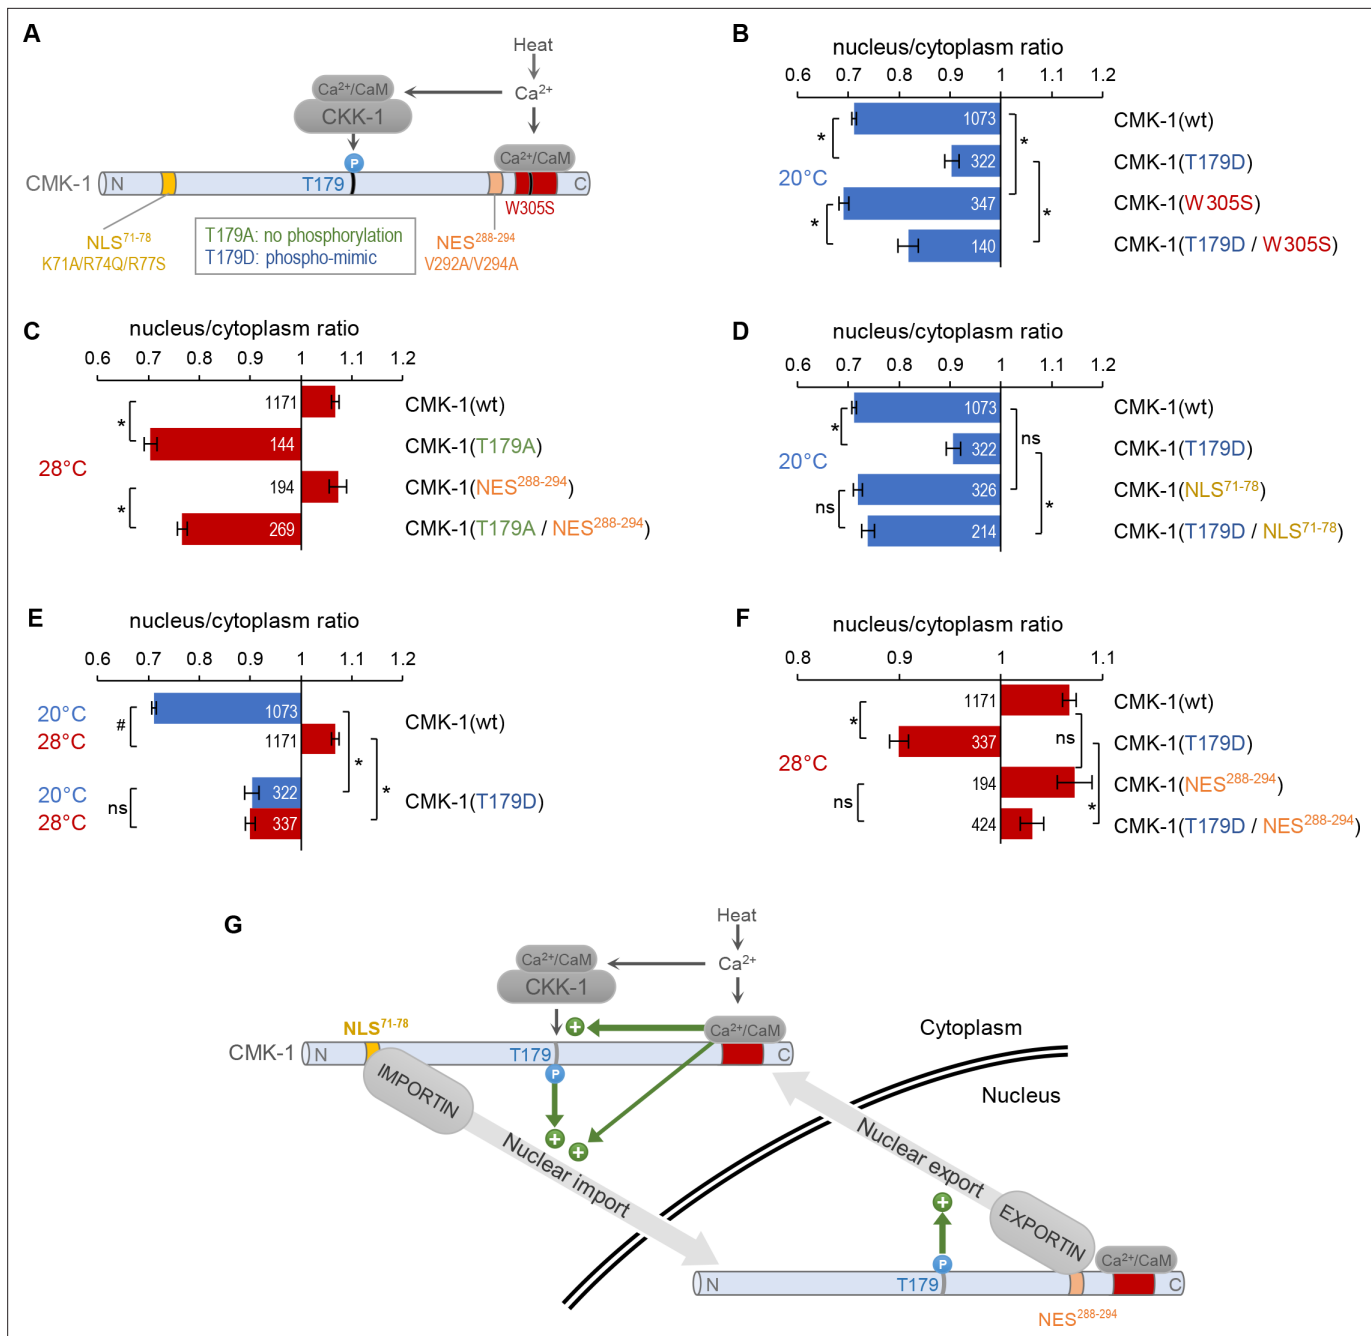 A
Heat
Ca²⁺/CaM
Ca²⁺
CKK-1
P
Ca²⁺/CaM
CMK-1
N
T179
C
W305S
NLS⁷¹⁻⁷⁸
K71A/R74Q/R77S
T179A: no phosphorylation
T179D: phospho-mimic
NES²⁸⁸⁻²⁹⁴
V292A/V294A
B
nucleus/cytoplasm ratio
0.6 0.7 0.8 0.9 1 1.1 1.2
20°C
1073
CMK-1(wt)
322
CMK-1(T179D)
347
CMK-1(W305S)
140
CMK-1(T179D / W305S)
*
*
*
*
C
nucleus/cytoplasm ratio
0.6 0.7 0.8 0.9 1 1.1 1.2
28°C
1171
CMK-1(wt)
144
CMK-1(T179A)
194
CMK-1(NES²⁸⁸⁻²⁹⁴)
269
CMK-1(T179A / NES²⁸⁸⁻²⁹⁴)
*
*
D
nucleus/cytoplasm ratio
0.6 0.7 0.8 0.9 1 1.1 1.2
20°C
1073
CMK-1(wt)
322
CMK-1(T179D)
326
CMK-1(NLS⁷¹⁻⁷⁸)
214
CMK-1(T179D / NLS⁷¹⁻⁷⁸)
*
ns
ns
*
E
nucleus/cytoplasm ratio
0.6 0.7 0.8 0.9 1 1.1 1.2
20°C
1073
28°C
1171
CMK-1(wt)
20°C
322
28°C
337
CMK-1(T179D)
#
ns
*
*
F
nucleus/cytoplasm ratio
0.8 0.9 1 1.1
28°C
1171
CMK-1(wt)
337
CMK-1(T179D)
194
CMK-1(NES²⁸⁸⁻²⁹⁴)
424
CMK-1(T179D / NES²⁸⁸⁻²⁹⁴)
*
ns
ns
*
G
Heat
Ca²⁺/CaM
Ca²⁺
CKK-1
NLS⁷¹⁻⁷⁸
+
Ca²⁺/CaM
CMK-1
N
T179
C
P
IMPORTIN
+
+
Nuclear import
Cytoplasm
Nucleus
Nuclear export
EXPORTIN
+
P
Ca²⁺/CaM
N
T179
C
NES²⁸⁸⁻²⁹⁴